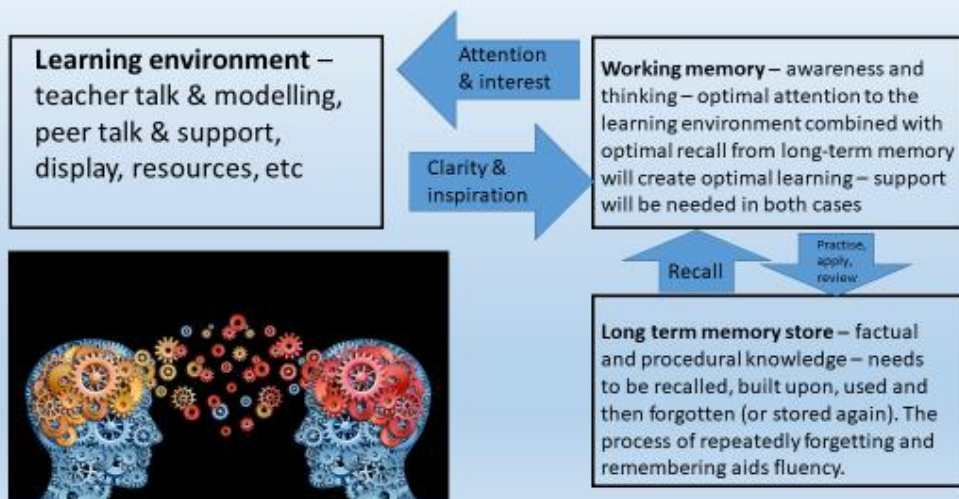 Learning environment –
teacher talk & modelling,
peer talk & support,
display, resources, etc
Attention
& interest
Clarity &
inspiration
Working memory – awareness and
thinking – optimal attention to the
learning environment combined with
optimal recall from long-term memory
will create optimal learning – support
will be needed in both cases
Recall
Practise,
apply,
review
Long term memory store – factual
and procedural knowledge – needs
to be recalled, built upon, used and
then forgotten (or stored again). The
process of repeatedly forgetting and
remembering aids fluency.